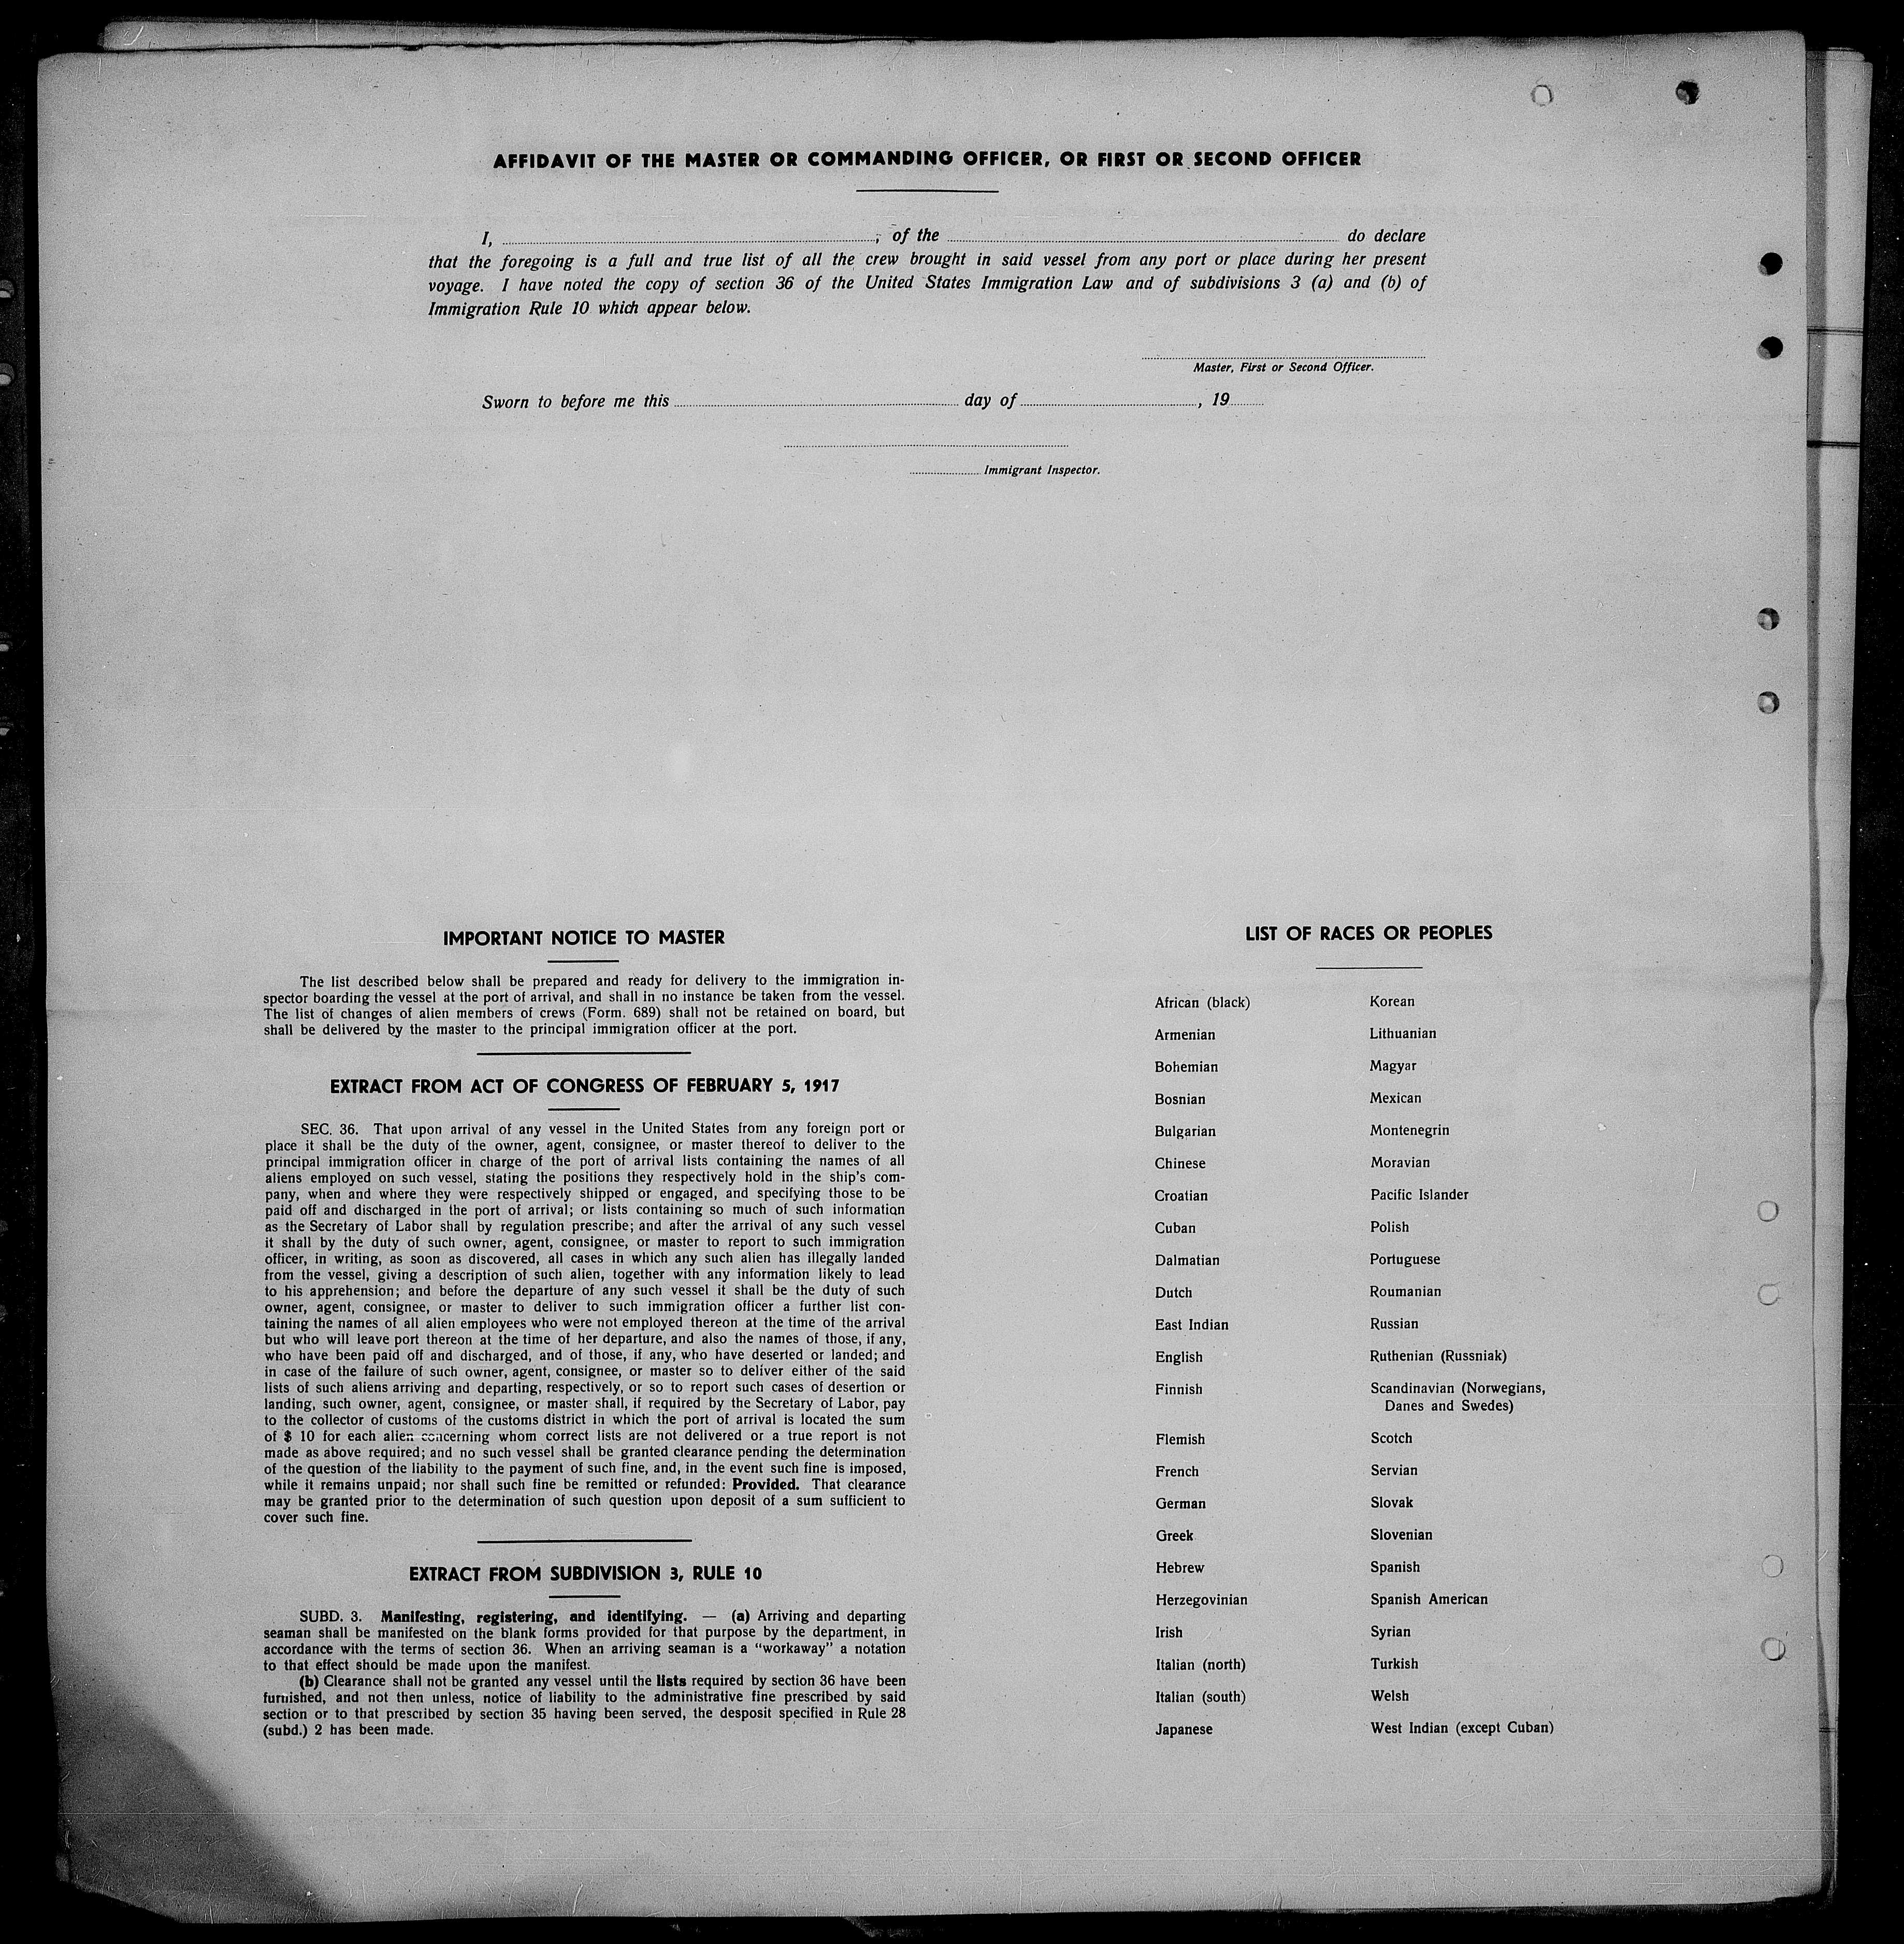 AFFIDAVIT OF THE MASTER OR COMMANDING OFFICER, OR FIRST OR SECOND OFFICER
I, , of the do declare
that the foregoing is a full and true list of all the crew brought in said vessel from any port or place during her present
voyage. I have noted the copy of section 36 of the United States Immigration Law and of subdivisions 3 (a) and (b) of
Immigration Rule 10 which appear below.
Master, First or Second Officer.
Sworn to before me this day of , 19
Immigrant Inspector.
IMPORTANT NOTICE TO MASTER
The list described below shall be prepared and ready for delivery to the immigration in-
spector boarding the vessel at the port of arrival, and shall in no instance be taken from the vessel.
The list of changes of alien members of crews (Form. 689) shall not be retained on board, but
shall be delivered by the master to the principal immigration officer at the port.
EXTRACT FROM ACT OF CONGRESS OF FEBRUARY 5, 1917
SEC. 36. That upon arrival of any vessel in the United States from any foreign port or
place it shall be the duty of the owner, agent, consignee, or master thereof to deliver to the
principal immigration officer in charge of the port of arrival lists containing the names of all
aliens employed on such vessel, stating the positions they respectively hold in the ship's com-
pany, when and where they were respectively shipped or engaged, and specifying those to be
paid off and discharged in the port of arrival; or lists containing so much of such information
as the Secretary of Labor shall by regulation prescribe; and after the arrival of any such vessel
it shall by the duty of such owner, agent, consignee, or master to report to such immigration
officer, in writing, as soon as discovered, all cases in which any such alien has illegally landed
from the vessel, giving a description of such alien, together with any information likely to lead
to his apprehension; and before the departure of any such vessel it shall be the duty of such
owner, agent, consignee, or master to deliver to such immigration officer a further list con-
taining the names of all alien employees who were not employed thereon at the time of the arrival
but who will leave port thereon at the time of her departure, and also the names of those, if any,
who have been paid off and discharged, and of those, if any, who have deserted or landed; and
in case of the failure of such owner, agent, consignee, or master so to deliver either of the said
lists of such aliens arriving and departing, respectively, or so to report such cases of desertion or
landing, such owner, agent, consignee, or master shall, if required by the Secretary of Labor, pay
to the collector of customs of the customs district in which the port of arrival is located the sum
of $ 10 for each alien concerning whom correct lists are not delivered or a true report is not
made as above required; and no such vessel shall be granted clearance pending the determination
of the question of the liability to the payment of such fine, and, in the event such fine is imposed,
while it remains unpaid; nor shall such fine be remitted or refunded: Provided. That clearance
may be granted prior to the determination of such question upon deposit of a sum sufficient to
cover such fine.
EXTRACT FROM SUBDIVISION 3, RULE 10
SUBD. 3. Manifesting, registering, and identifying. — (a) Arriving and departing
seaman shall be manifested on the blank forms provided for that purpose by the department, in
accordance with the terms of section 36. When an arriving seaman is a "workaway" a notation
to that effect should be made upon the manifest.
(b) Clearance shall not be granted any vessel until the lists required by section 36 have been
furnished, and not then unless, notice of liability to the administrative fine prescribed by said
section or to that prescribed by section 35 having been served, the desposit specified in Rule 28
(subd.) 2 has been made.
LIST OF RACES OR PEOPLES
African (black)
Armenian
Bohemian
Bosnian
Bulgarian
Chinese
Croatian
Cuban
Dalmatian
Dutch
East Indian
English
Finnish
Flemish
French
German
Greek
Hebrew
Herzegovinian
Irish
Italian (north)
Italian (south)
Japanese
Korean
Lithuanian
Magyar
Mexican
Montenegrin
Moravian
Pacific Islander
Polish
Portuguese
Roumanian
Russian
Ruthenian (Russniak)
Scandinavian (Norwegians,
Danes and Swedes)
Scotch
Servian
Slovak
Slovenian
Spanish
Spanish American
Syrian
Turkish
Welsh
West Indian (except Cuban)